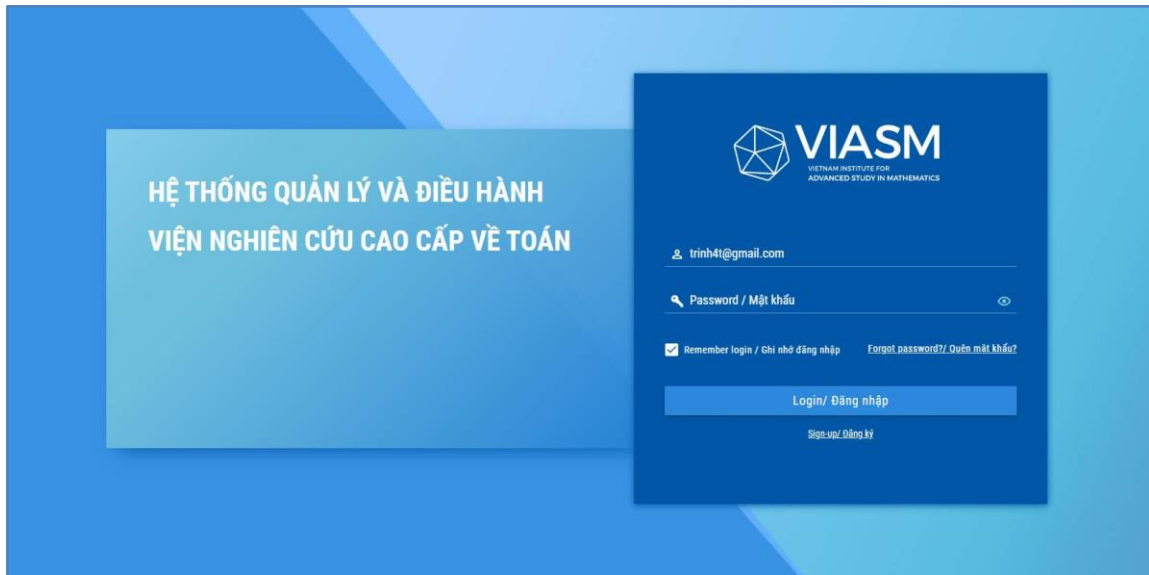 HỆ THỐNG QUẢN LÝ VÀ ĐIỀU HÀNH
VIỆN NGHIÊN CỨU CAO CẤP VỀ TOÁN
VIASM
VIETNAM INSTITUTE FOR
ADVANCED STUDY IN MATHEMATICS
trinh4t@gmail.com
Password / Mật khẩu
Remember login / Ghi nhớ đăng nhập
Forgot password?/ Quên mật khẩu?
Login/ Đăng nhập
Sign-up/ Đăng ký